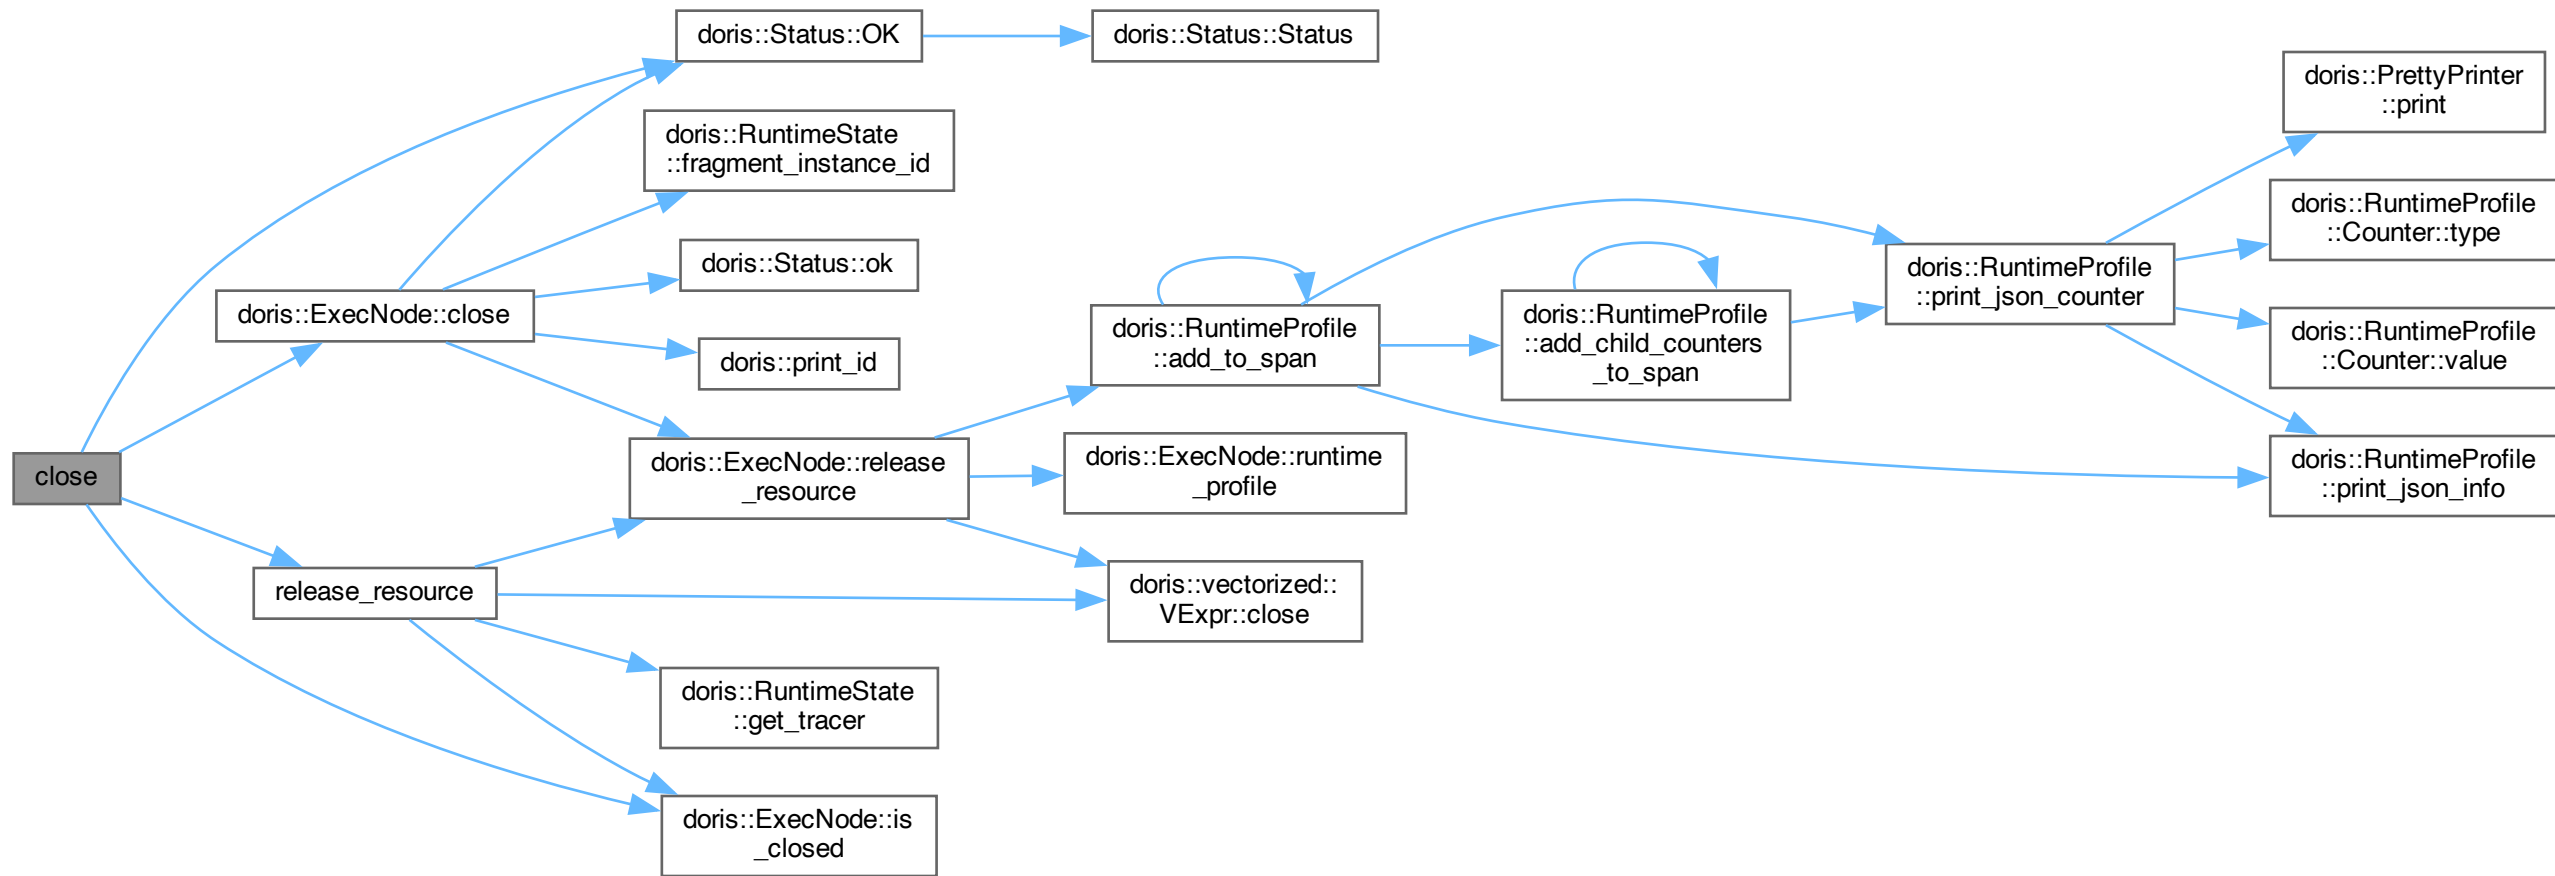 close
doris::ExecNode::close
release_resource
doris::Status::OK
doris::RuntimeState
::fragment_instance_id
doris::Status::ok
doris::print_id
doris::ExecNode::release
_resource
doris::RuntimeState
::get_tracer
doris::ExecNode::is
_closed
doris::Status::Status
doris::RuntimeProfile
::add_to_span
doris::ExecNode::runtime
_profile
doris::vectorized::
VExpr::close
doris::RuntimeProfile
::add_child_counters
_to_span
doris::RuntimeProfile
::print_json_counter
doris::PrettyPrinter
::print
doris::RuntimeProfile
::Counter::type
doris::RuntimeProfile
::Counter::value
doris::RuntimeProfile
::print_json_info